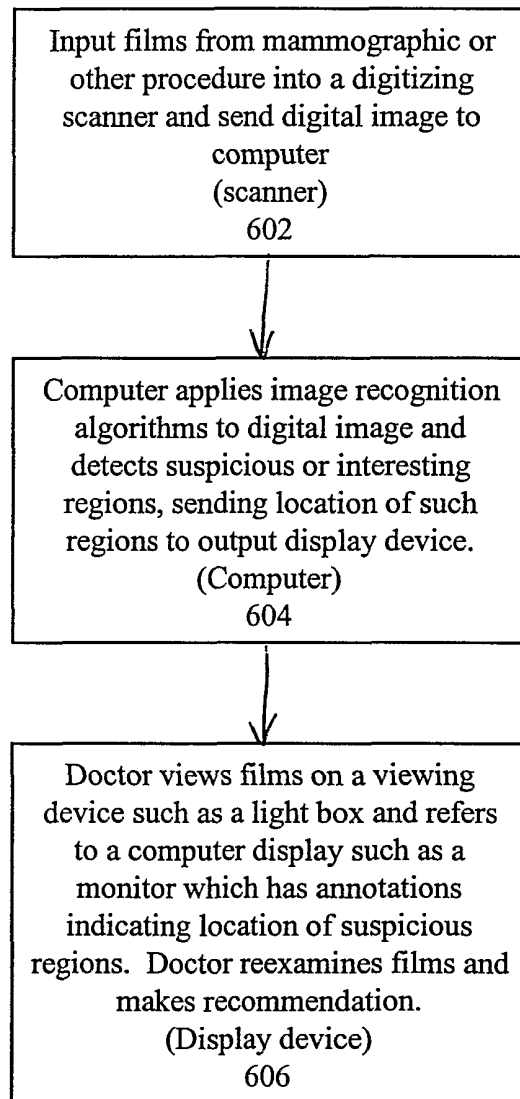 Input films from mammographic or
other procedure into a digitizing
scanner and send digital image to
computer
(scanner)
602
Computer applies image recognition
algorithms to digital image and
detects suspicious or interesting
regions, sending location of such
regions to output display device.
(Computer)
604
Doctor views films on a viewing
device such as a light box and refers
to a computer display such as a
monitor which has annotations
indicating location of suspicious
regions.  Doctor reexamines films and
makes recommendation.
(Display device)
606